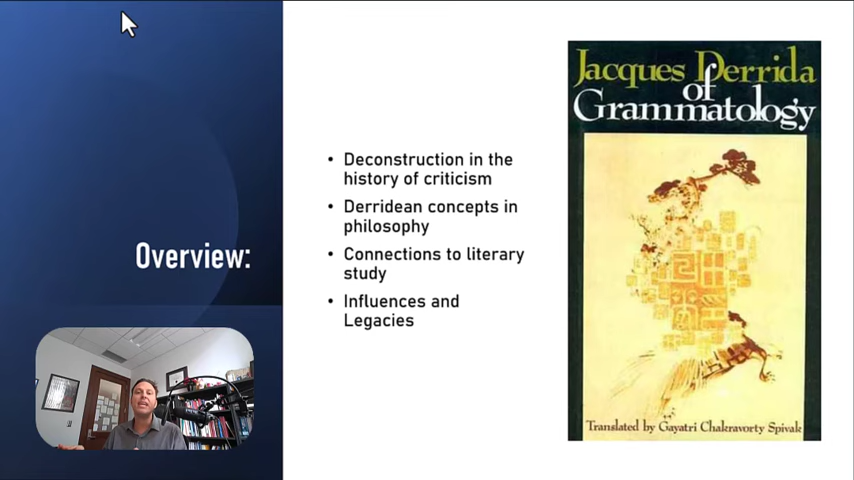 Overview:
• Deconstruction in the
history of criticism
• Derridean concepts in
philosophy
• Connections to literary
study
• Influences and
Legacies
Jacques Derrida
of
Grammatology
Translated by Gayatri Chakravorty Spivak